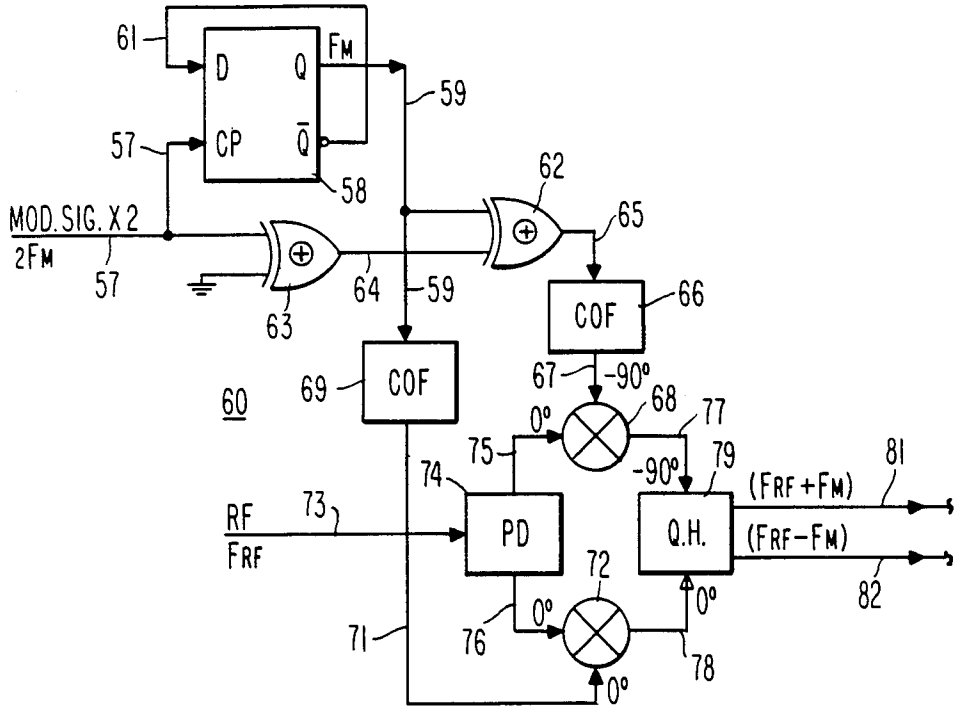 61
D
Q
FM
59
57
CP
Q̅
58
62
65
MOD. SIG. X 2
2FM
57
63
64
59
COF
66
69
COF
67
-90°
68
60
0°
77
75
-90°
79
81
74
(FRF+FM)
RF
73
PD
Q.H.
(FRF-FM)
FRF
72
82
71
76
0°
0°
78
0°